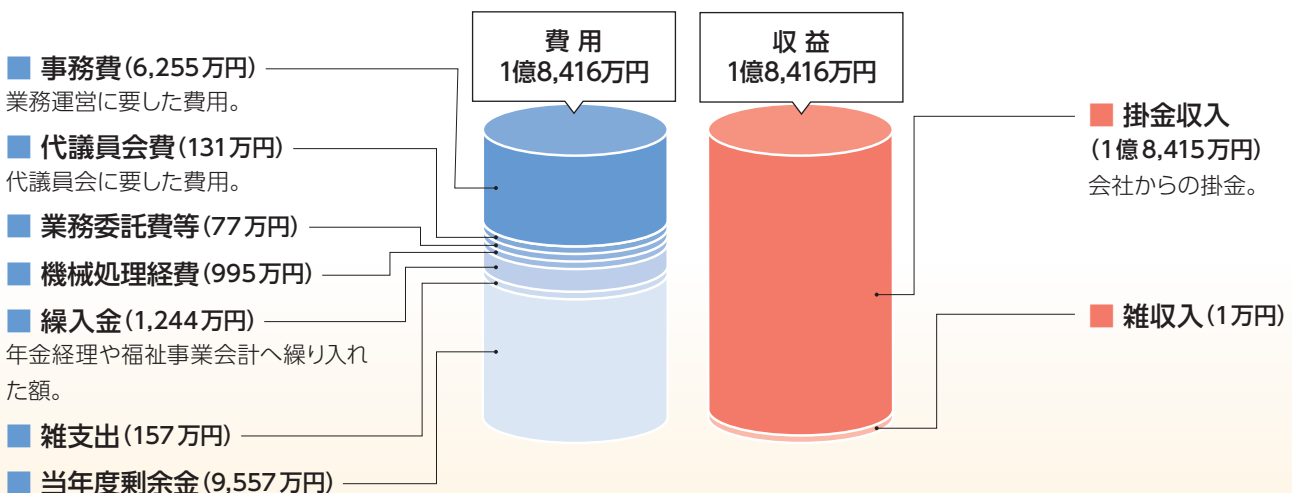 費用
1億8,416万円
収益
1億8,416万円
■ 事務費(6,255万円)
業務運営に要した費用。
■ 代議員会費(131万円)
代議員会に要した費用。
■ 業務委託費等(77万円)
■ 機械処理経費(995万円)
■ 繰入金(1,244万円)
年金経理や福祉事業会計へ繰り入れ
た額。
■ 雑支出(157万円)
■ 当年度剰余金(9,557万円)
■ 掛金収入
(1億8,415万円)
会社からの掛金。
■ 雑収入(1万円)